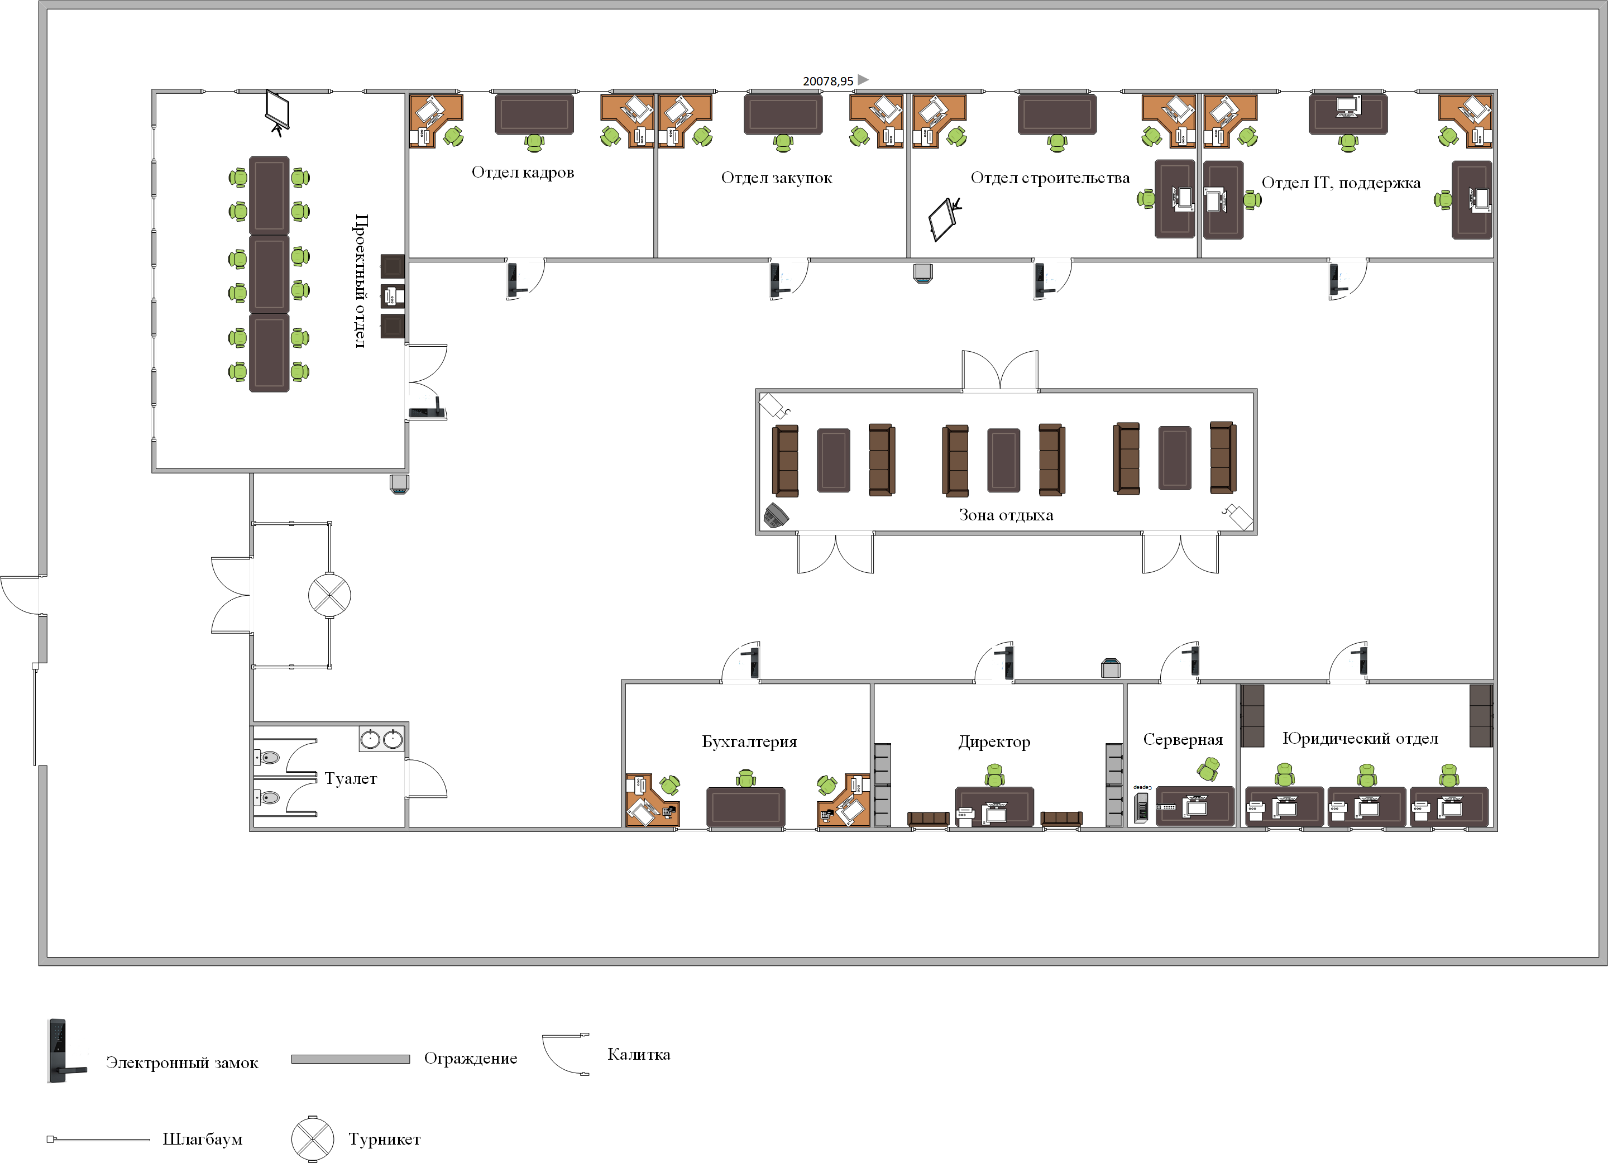 20078,95
Отдел кадров
Отдел закупок
Отдел строительства
Отдел IT, поддержка
Проектный отдел
Зона отдыха
Бухгалтерия
Директор
Серверная
Юридический отдел
Туалет
Электронный замок
Ограждение
Калитка
Шлагбаум
Турникет